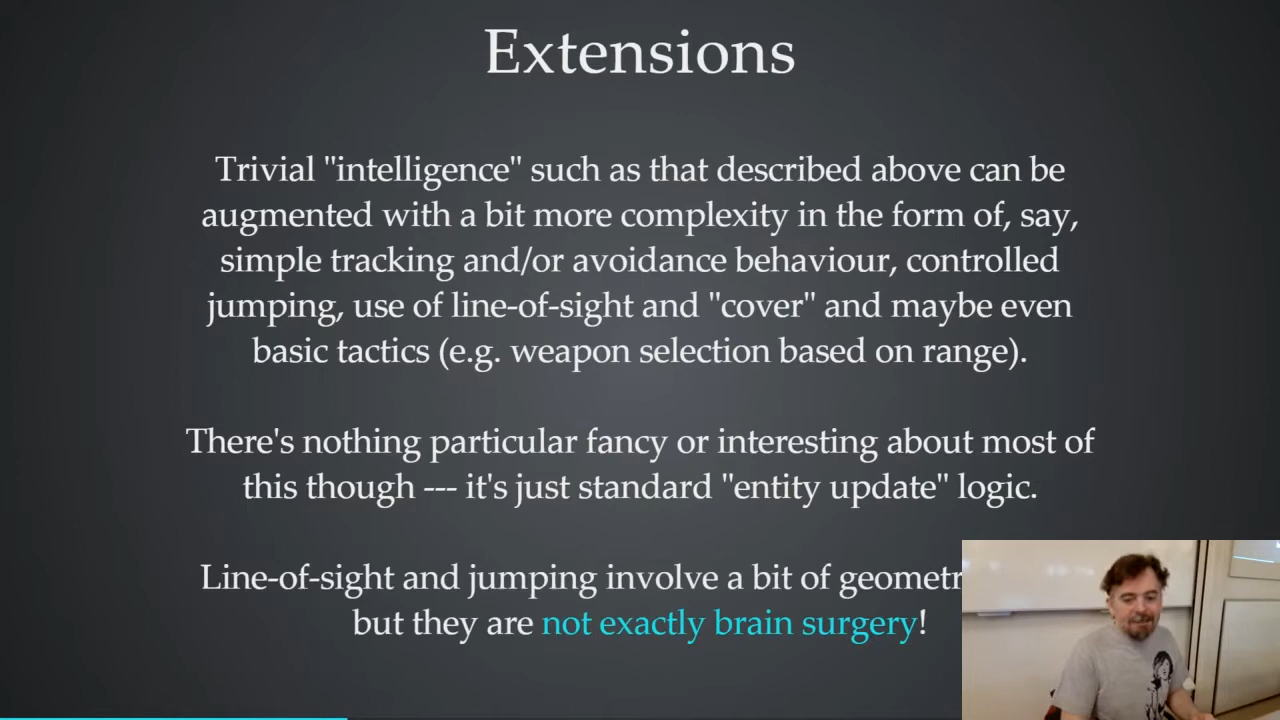 Extensions
Trivial "intelligence" such as that described above can be
augmented with a bit more complexity in the form of, say,
simple tracking and/or avoidance behaviour, controlled
jumping, use of line-of-sight and "cover" and maybe even
basic tactics (e.g. weapon selection based on range).
There's nothing particular fancy or interesting about most of
this though --- it's just standard "entity update" logic.
Line-of-sight and jumping involve a bit of
but they are not exactly brain surgery!